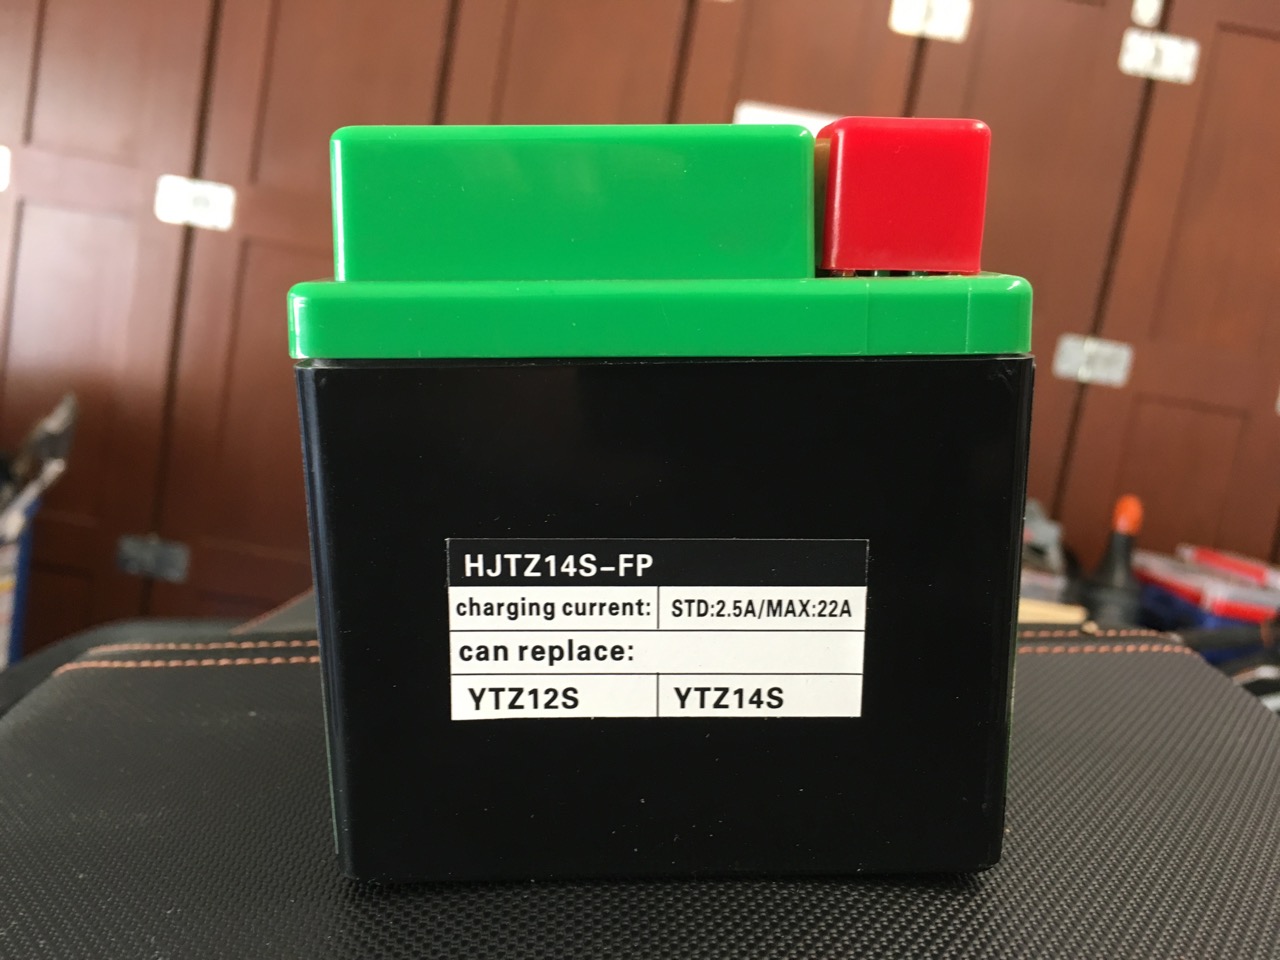 HJTZ14S-FP
charging current: STD:2.5A/MAX:22A
can replace:
YTZ12S YTZ14S